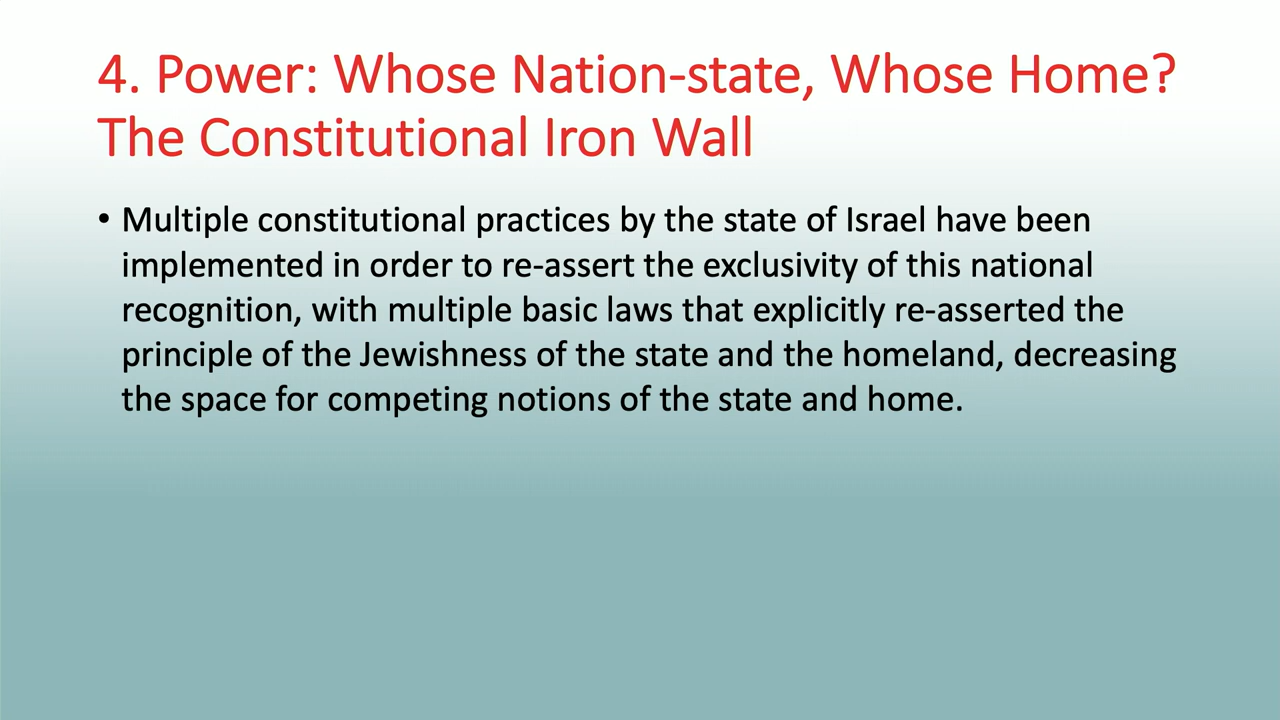 4. Power: Whose Nation-state, Whose Home?
The Constitutional Iron Wall
• Multiple constitutional practices by the state of Israel have been
implemented in order to re-assert the exclusivity of this national
recognition, with multiple basic laws that explicitly re-asserted the
principle of the Jewishness of the state and the homeland, decreasing
the space for competing notions of the state and home.